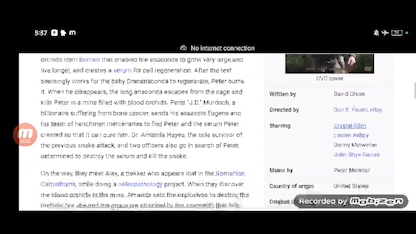 5:37
No internet connection
orchids from Borneo that enabled the anaconda to grow very large and
live longer, and creates a serum for cell regeneration. After the test
seemingly works for the baby Dracanaconda to regenerate, Peter burns
it. When he disappears, the long anaconda escapes from the cage and
kills Peter in a mine filled with blood orchids. Peter "J.D." Murdoch, a
billionaire suffering from bone cancer, sends his assassin Eugene and
his team of henchmen mercenaries to find Peter and the serum Peter
created so that it can cure him. Dr. Amanda Hayes, the sole survivor of
the previous snake attack, and two officers also go in search of Peter,
determined to destroy the serum and kill the snake.
On the way, they meet Alex, a trekker who appears lost in the Romanian
Carpathians, while doing a paleopathology project. When they discover
the blood orchids in the mine, Amanda sets the explosives to destroy the
DVD cover
Written by David Olson
Directed by Don E. FauntLeRoy
Starring Crystal Allen
Linden Ashby
Danny Midwinter
John Rhys-Davies
Music by Peter Meisner
Country of origin United States
Original
Recorded by mobizen